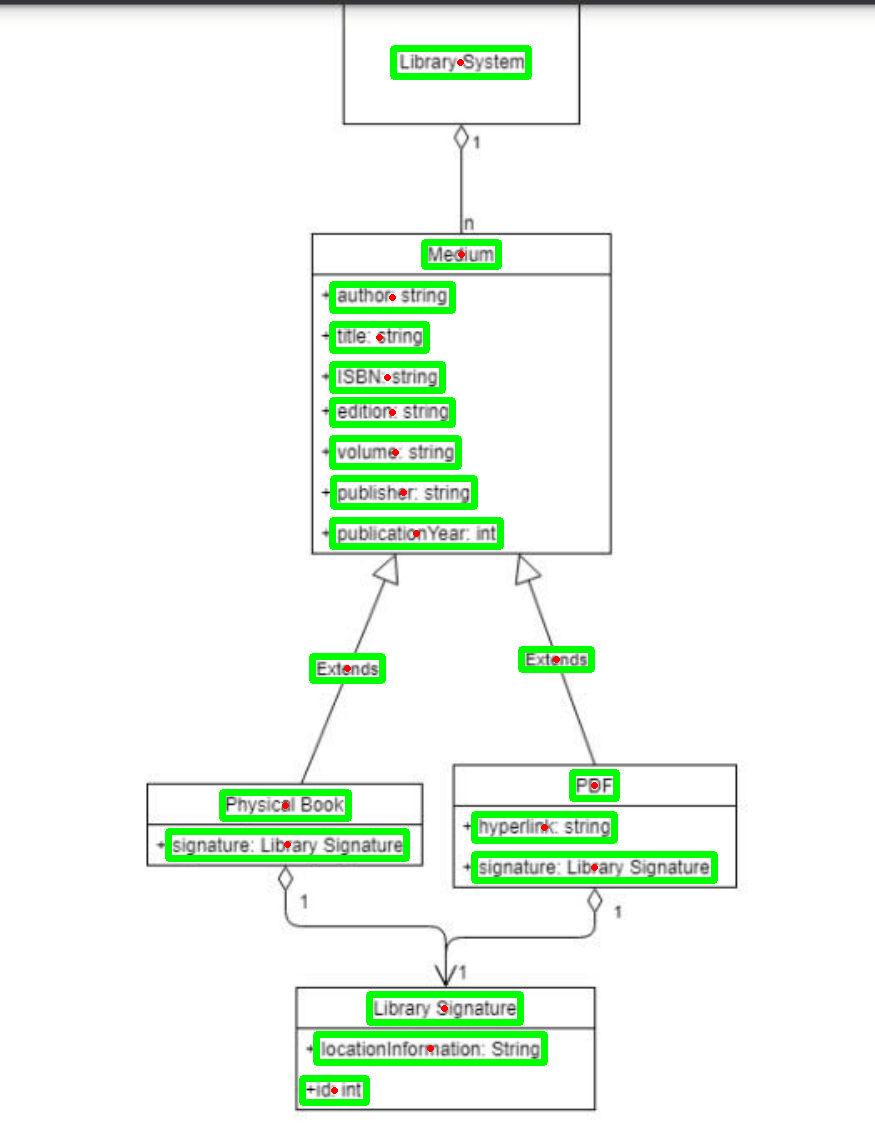 Library System
1
n
Medium
+ author: string
+ title: string
+ ISBN: string
+ edition: string
+ volume: string
+ publisher: string
+ publicationYear: int
Extends
Extends
Physical Book
+ signature: Library Signature
1
PDF
+ hyperlink: string
+ signature: Library Signature
1
1
Library Signature
+ locationInformation: String
+id: int